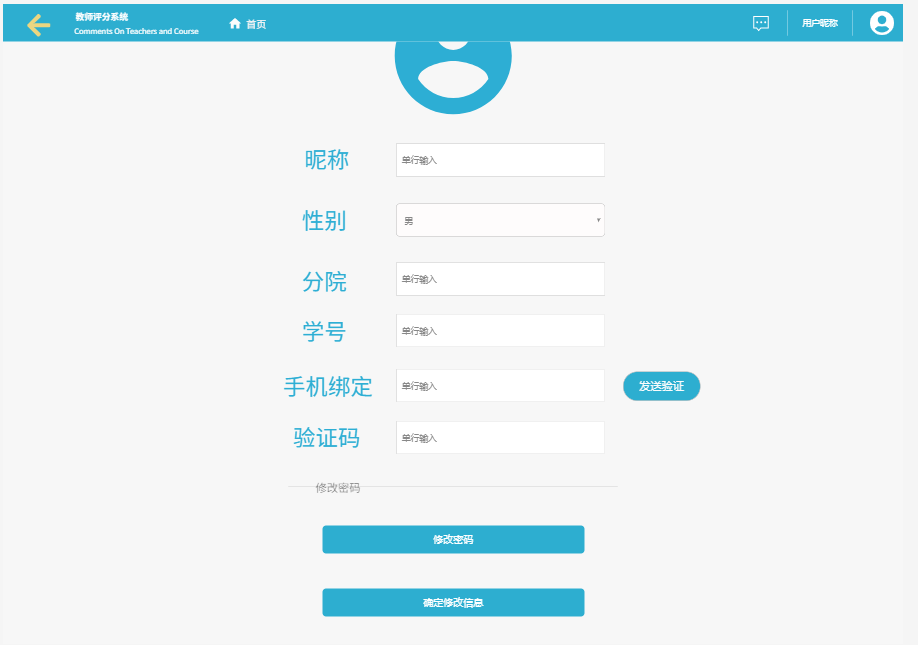 教师评分系统
Comments On Teachers and Course
首页
用户昵称
昵称
单行输入
性别
男
分院
单行输入
学号
单行输入
手机绑定
单行输入
发送验证
验证码
单行输入
修改密码
修改密码
确定修改信息